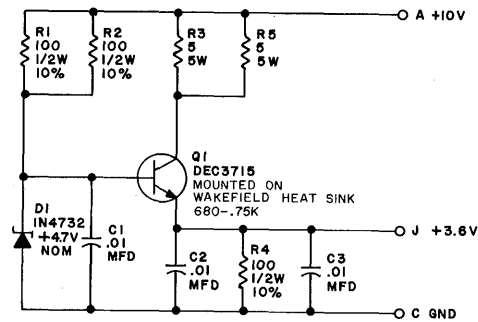 A +10V
R1
100
1/2W
10%
R2
100
1/2W
10%
R3
5
5W
R5
5
5W
Q1
DEC3715
MOUNTED ON
WAKEFIELD HEAT SINK
680-.75K
D1
IN4732
+4.7V
NOM
C1
.01
MFD
J +3.6V
C2
.01
MFD
R4
100
1/2W
10%
C3
.01
MFD
C GND